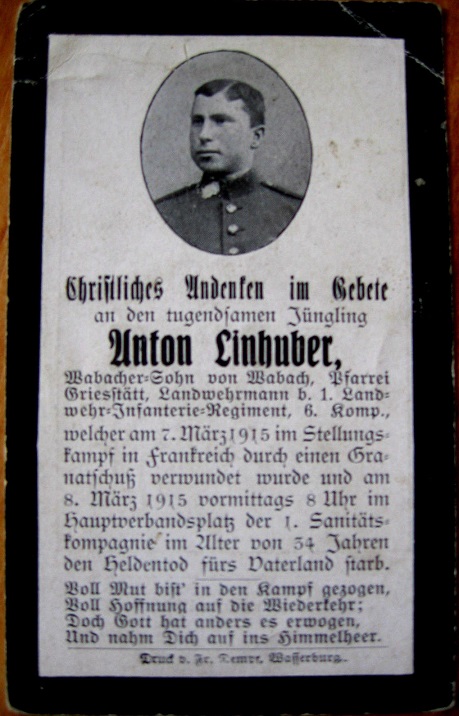 Christliches Andenken im Gebete
an den tugendsamen Jüngling
Anton Linhuber,
Wabacher-Sohn von Wabach, Pfarrei
Griesstätt, Landwehrmann b. 1. Land-
wehr-Infanterie-Regiment, 6. Komp.,
welcher am 7. März 1915 im Stellungs-
kampf in Frankreich durch einen Gra-
natschuß verwundet wurde und am
8. März 1915 vormittags 8 Uhr im
Hauptverbandsplatz der 1. Sanitäts-
kompagnie im Alter von 34 Jahren
den Heldentod fürs Vaterland starb.
Voll Mut bist' in den Kampf gezogen,
Voll Hoffnung auf die Wiederkehr;
Doch Gott hat anders es erwogen,
Und nahm Dich auf ins Himmelheer.
Druck v. Fr. Dempf, Wasserburg.